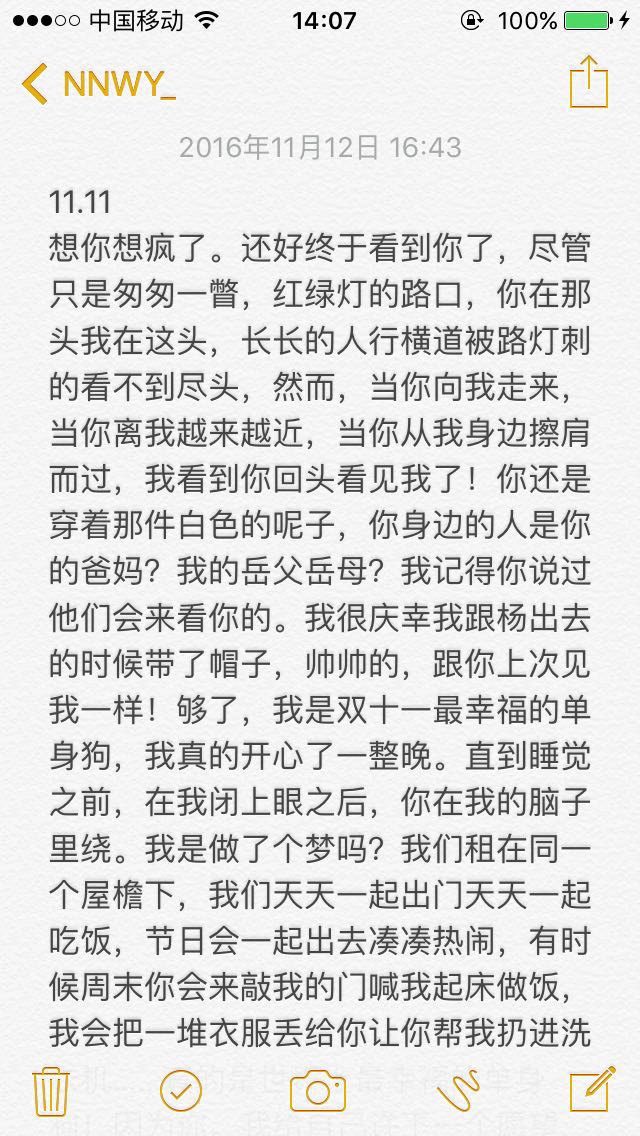 中国移动 14:07 100%
NNWY_
2016年11月12日 16:43
11.11
想你想疯了。还好终于看到你了，尽管
只是匆匆一瞥，红绿灯的路口，你在那
头我在这头，长长的人行横道被路灯刺
的看不到尽头，然而，当你向我走来，
当你离我越来越近，当你从我身边擦肩
而过，我看到你回头看见我了！你还是
穿着那件白色的呢子，你身边的人是你
的爸妈？我的岳父岳母？我记得你说过
他们会来看你的。我很庆幸我跟杨出去
的时候带了帽子，帅帅的，跟你上次见
我一样！够了，我是双十一最幸福的单
身狗，我真的开心了一整晚。直到睡觉
之前，在我闭上眼之后，你在我的脑子
里绕。我是做了个梦吗？我们租在同一
个屋檐下，我们天天一起出门天天一起
吃饭，节日会一起出去凑凑热闹，有时
候周末你会来敲我的门喊我起床做饭，
我会把一堆衣服丢给你让你帮我扔进洗